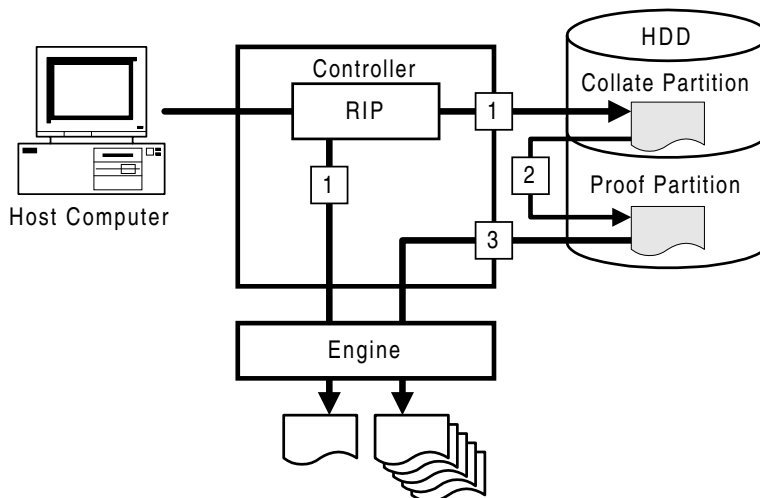 HDD
Controller
Collate Partition
RIP
1
1
2
Proof Partition
Host Computer
3
Engine